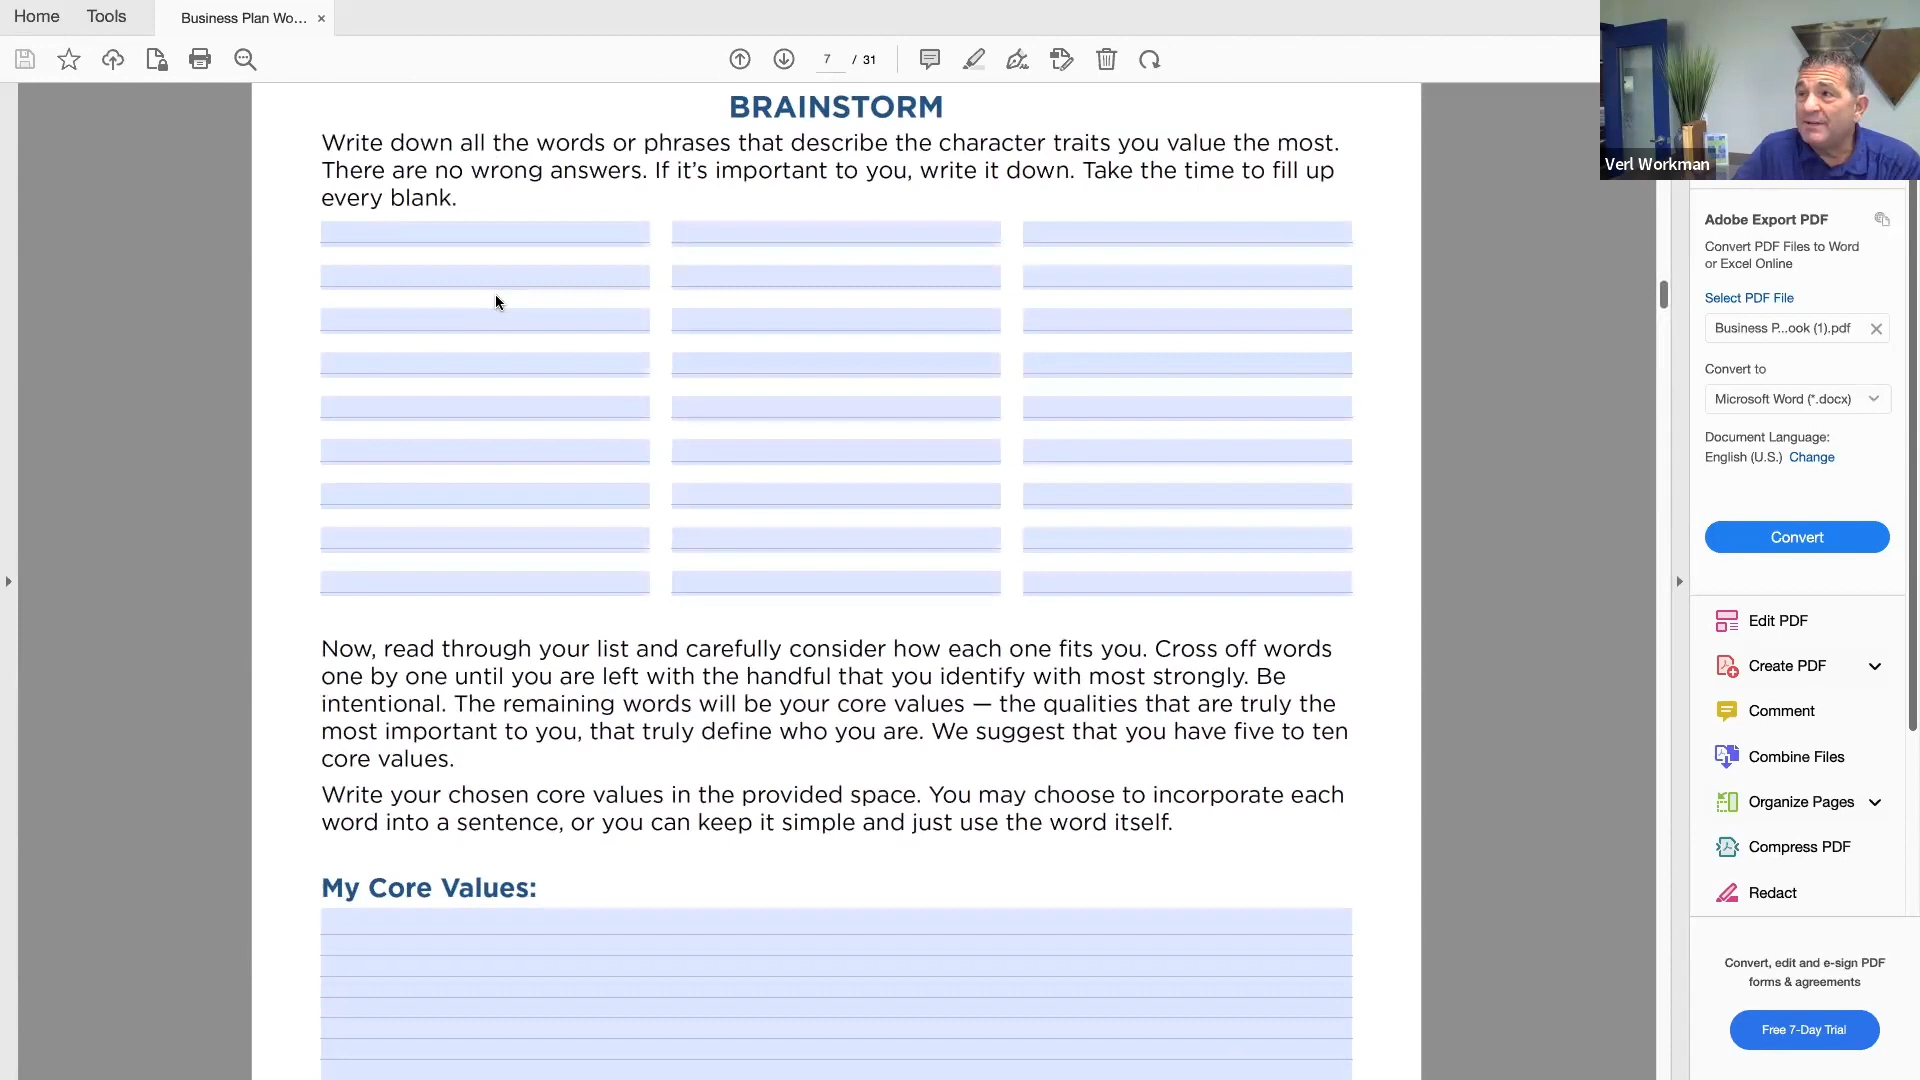 Home Tools Business Plan Wo... ×
7 / 31
Verl Workman
BRAINSTORM
Write down all the words or phrases that describe the character traits you value the most.
There are no wrong answers. If it's important to you, write it down. Take the time to fill up
every blank.
Now, read through your list and carefully consider how each one fits you. Cross off words
one by one until you are left with the handful that you identify with most strongly. Be
intentional. The remaining words will be your core values — the qualities that are truly the
most important to you, that truly define who you are. We suggest that you have five to ten
core values.
Write your chosen core values in the provided space. You may choose to incorporate each
word into a sentence, or you can keep it simple and just use the word itself.
My Core Values:
Adobe Export PDF
Convert PDF Files to Word
or Excel Online
Select PDF File
Business P...ook (1).pdf
Convert to
Microsoft Word (*.docx)
Document Language:
English (U.S.) Change
Convert
Edit PDF
Create PDF
Comment
Combine Files
Organize Pages
Compress PDF
Redact
Convert, edit and e-sign PDF
forms & agreements
Free 7-Day Trial